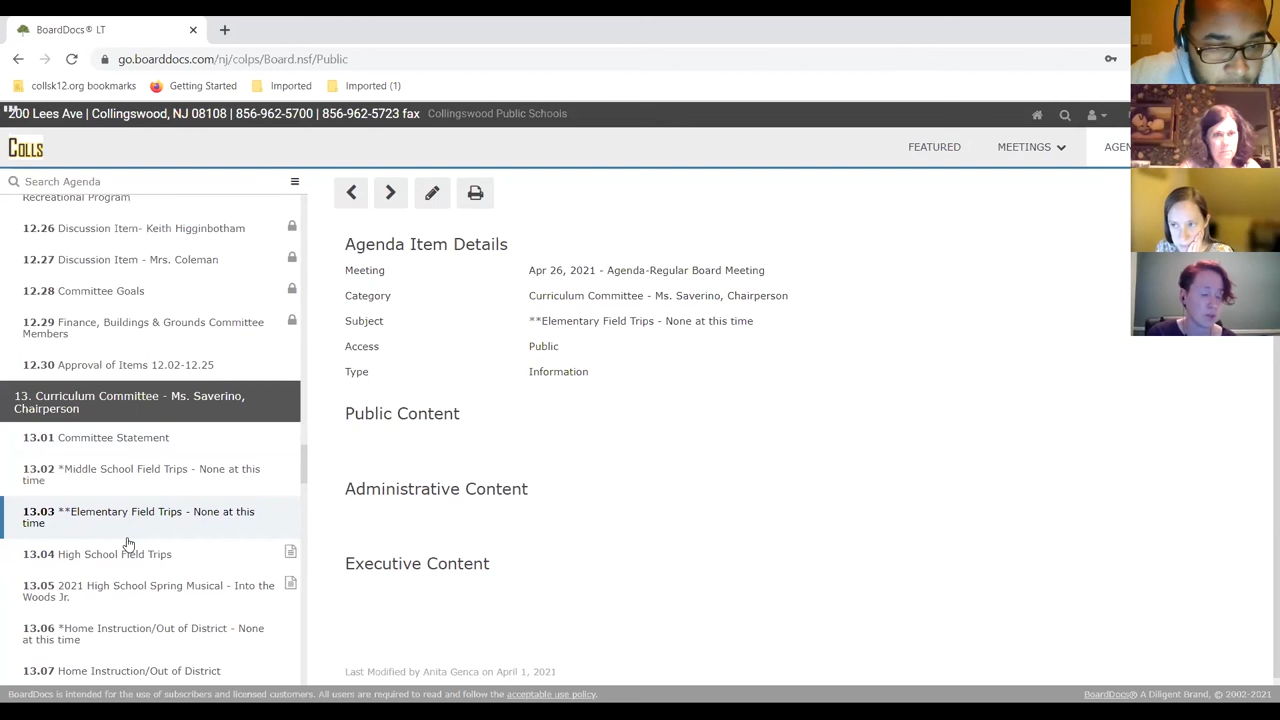 BoardDocs® LT
go.boarddocs.com/nj/colps/Board.nsf/Public
collsk12.org bookmarks
Getting Started
Imported
Imported (1)
200 Lees Ave | Collingswood, NJ 08108 | 856-962-5700 | 856-962-5723 fax
Collingswood Public Schools
COLLS
FEATURED
MEETINGS
AGEN
Search Agenda
Recreational Program
12.26 Discussion Item- Keith Higginbotham
12.27 Discussion Item - Mrs. Coleman
12.28 Committee Goals
12.29 Finance, Buildings & Grounds Committee
Members
12.30 Approval of Items 12.02-12.25
13. Curriculum Committee - Ms. Saverino,
Chairperson
13.01 Committee Statement
13.02 *Middle School Field Trips - None at this
time
13.03 **Elementary Field Trips - None at this
time
13.04 High School Field Trips
13.05 2021 High School Spring Musical - Into the
Woods Jr.
13.06 *Home Instruction/Out of District - None
at this time
13.07 Home Instruction/Out of District
Agenda Item Details
Meeting Apr 26, 2021 - Agenda-Regular Board Meeting
Category Curriculum Committee - Ms. Saverino, Chairperson
Subject **Elementary Field Trips - None at this time
Access Public
Type Information
Public Content
Administrative Content
Executive Content
Last Modified by Anita Genca on April 1, 2021
BoardDocs is intended for the use of subscribers and licensed customers. All users are required to read and follow the acceptable use policy.
BoardDocs® A Diligent Brand, © 2002-2021